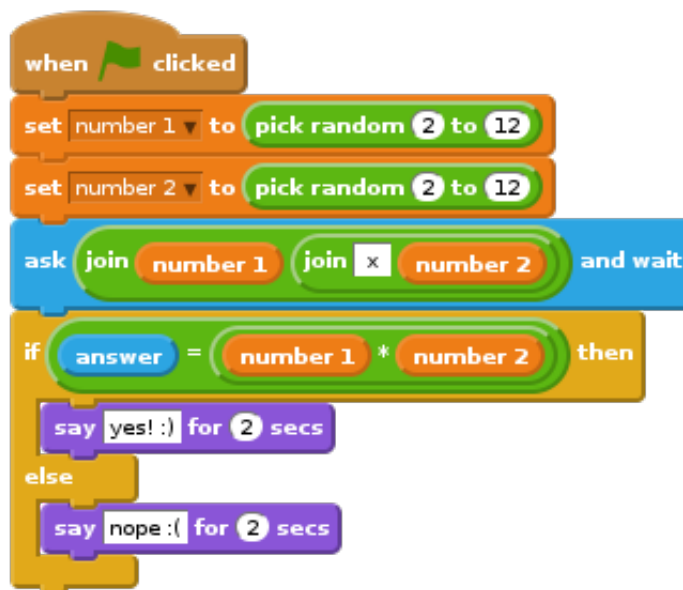 when clicked
set number 1 to pick random 2 to 12
set number 2 to pick random 2 to 12
ask join number 1 join x number 2 and wait
if answer = number 1 * number 2 then
say yes! :) for 2 secs
else
say nope :( for 2 secs